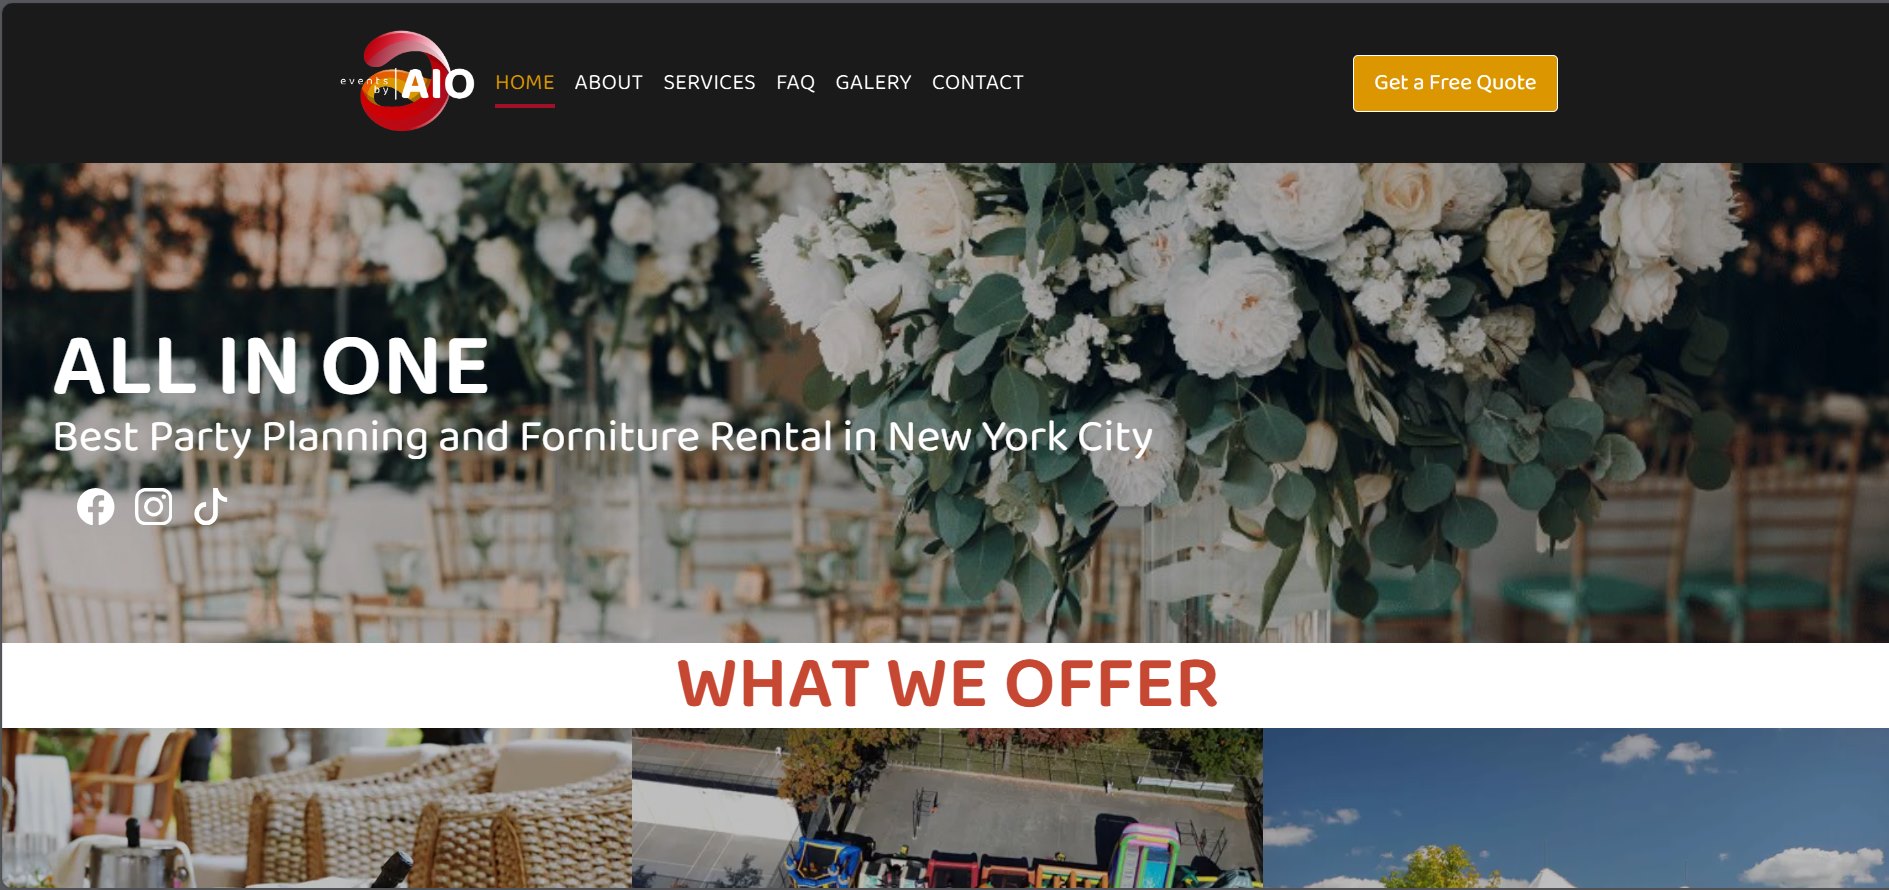 events
by
AIO
HOME
ABOUT
SERVICES
FAQ
GALERY
CONTACT
Get a Free Quote
ALL IN ONE
Best Party Planning and Forniture Rental in New York City
WHAT WE OFFER